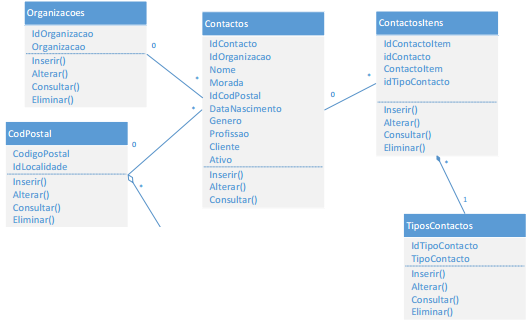 Organizacoes
IdOrganizacao
Organizacao
Inserir()
Alterar()
Consultar()
Eliminar()
0
*
Contactos
IdContacto
IdOrganizacao
Nome
Morada
IdCodPostal
DataNascimento
Genero
Profissao
Cliente
Ativo
Inserir()
Alterar()
Consultar()
0
*
ContactosItens
IdContactoItem
idContacto
ContactoItem
idTipoContacto
Inserir()
Alterar()
Consultar()
Eliminar()
CodPostal
CodigoPostal
IdLocalidade
Inserir()
Alterar()
Consultar()
Eliminar()
0
*
*
*
1
TiposContactos
IdTipoContacto
TipoContacto
Inserir()
Alterar()
Consultar()
Eliminar()